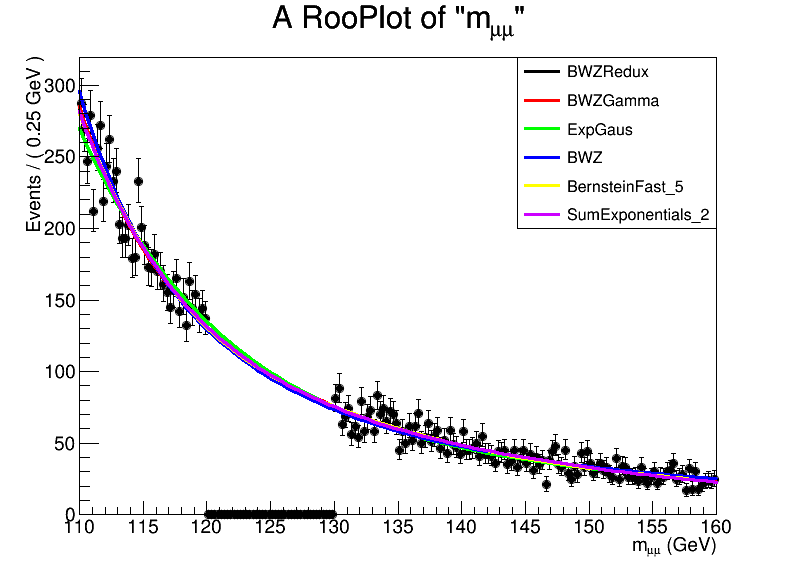 A RooPlot of "mμμ"
Events / ( 0.25 GeV )
300
250
200
150
100
50
0
BWZRedux
BWZGamma
ExpGaus
BWZ
BernsteinFast_5
SumExponentials_2
110 115 120 125 130 135 140 145 150 155 160
mμμ (GeV)